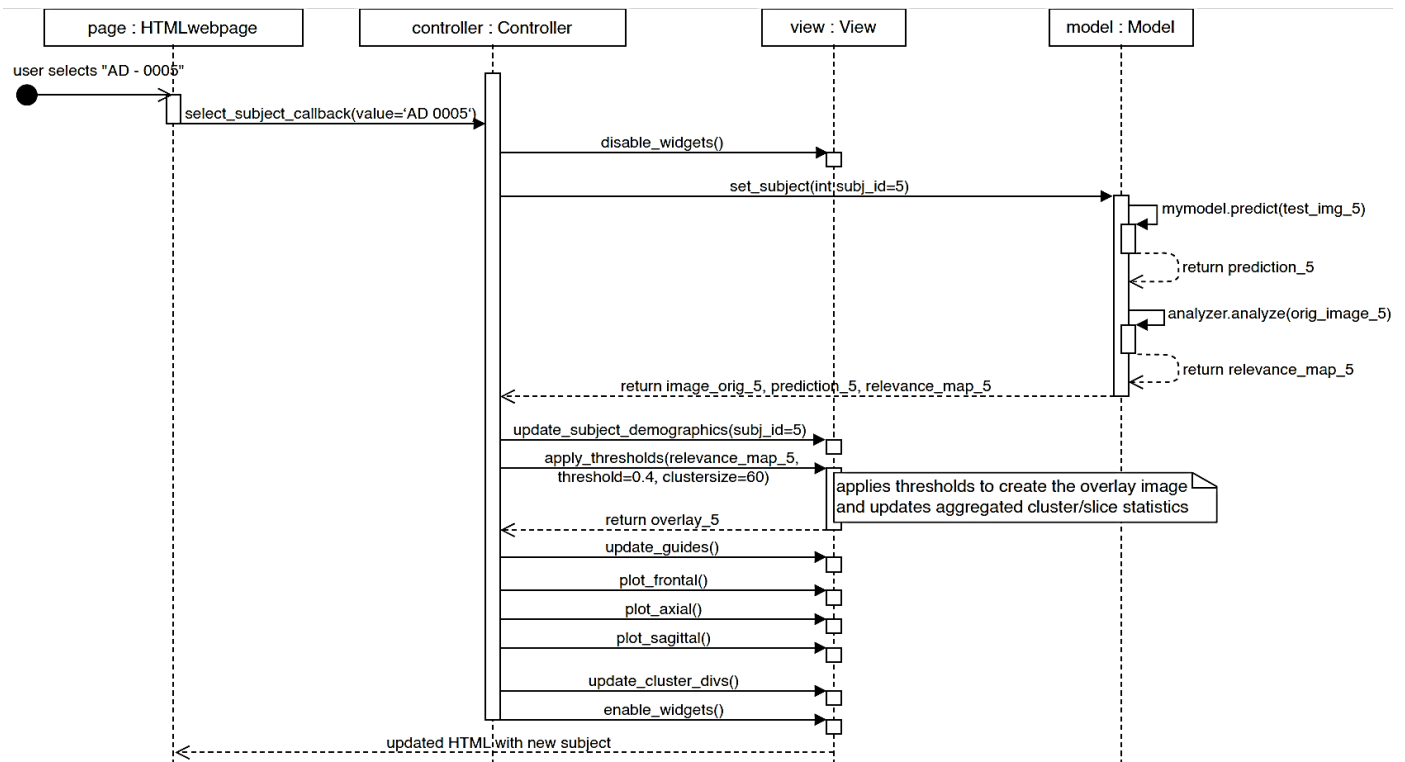 page : HTMLwebpage
controller : Controller
view : View
model : Model
user selects "AD - 0005"
select_subject_callback(value=‘AD 0005‘)
disable_widgets()
set_subject(int subj_id=5)
mymodel.predict(test_img_5)
return prediction_5
analyzer.analyze(orig_image_5)
return relevance_map_5
return image_orig_5, prediction_5, relevance_map_5
update_subject_demographics(subj_id=5)
apply_thresholds(relevance_map_5,
threshold=0.4, clustersize=60)
applies thresholds to create the overlay image
and updates aggregated cluster/slice statistics
return overlay_5
update_guides()
plot_frontal()
plot_axial()
plot_sagittal()
update_cluster_divs()
enable_widgets()
updated HTML with new subject